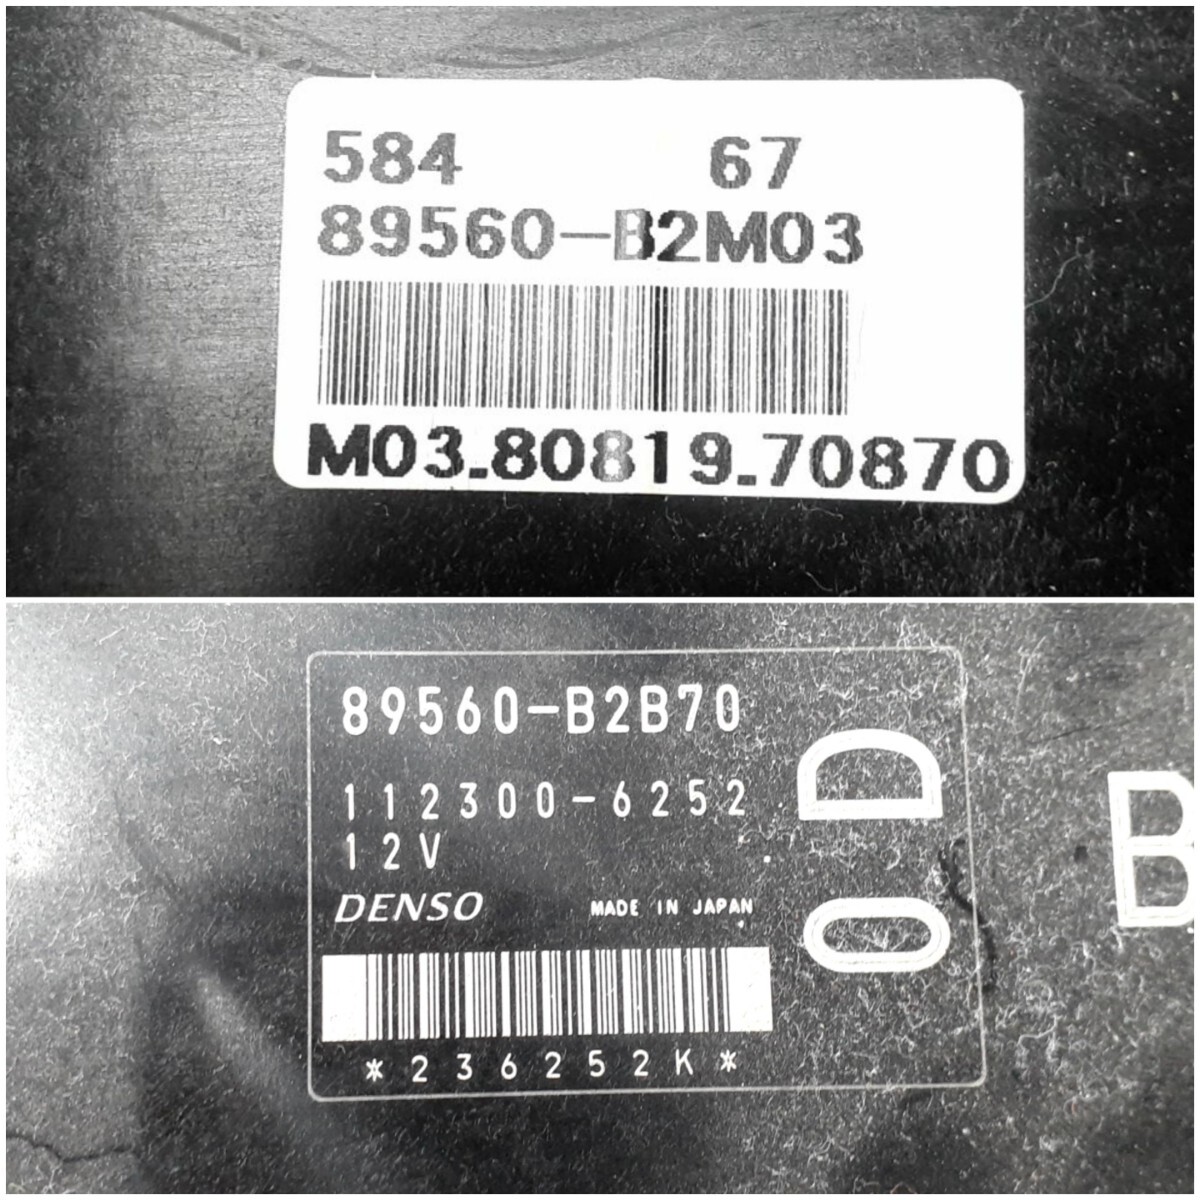 584 67
89560-B2M03
M03.80819.70870
89560-B2B70
112300-6252
12V
DENSO MADE IN JAPAN
*236252K*
0D
B